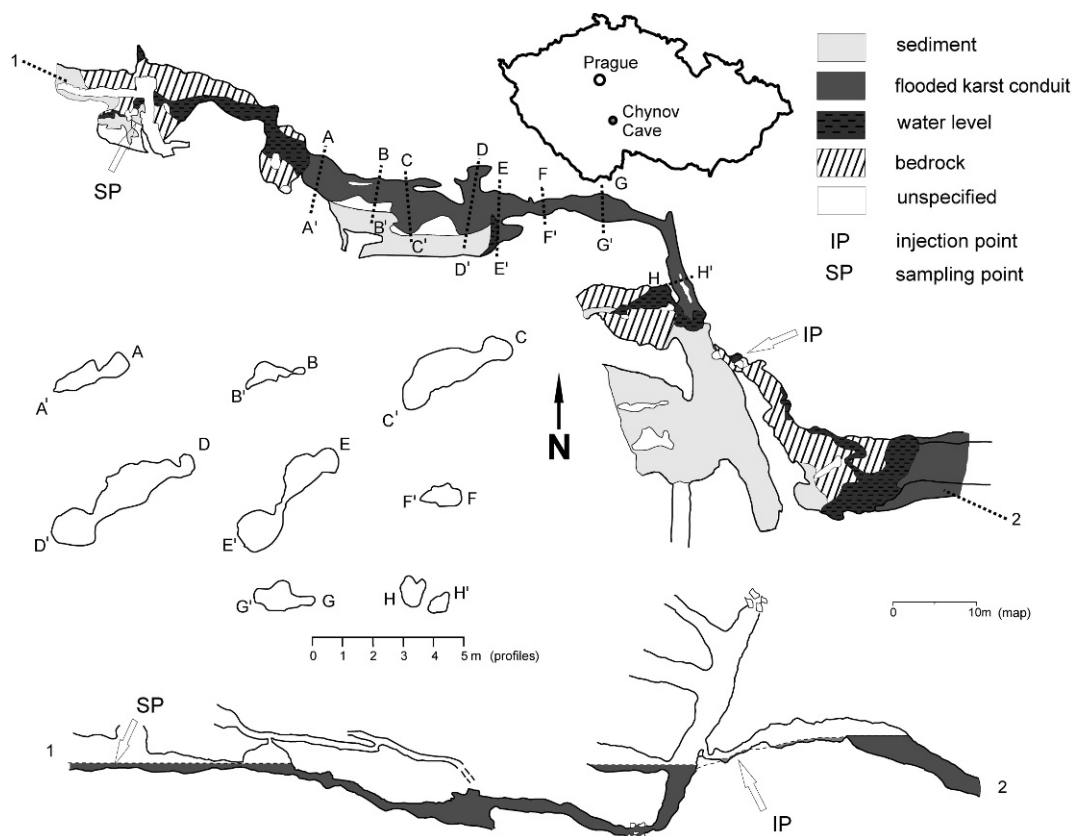 1
SP
A
B
C
D
E
F
G
A'
B'
C'
D'
E'
F'
G'
H H'
IP
2
Prague
Chynov
Cave
sediment
flooded karst conduit
water level
bedrock
unspecified
IP injection point
SP sampling point
A
A'
B
B'
C
C'
D
D'
E
E'
F' F
G' G
H H'
N
0 1 2 3 4 5 m (profiles)
0 10m (map)
1
SP
IP
2